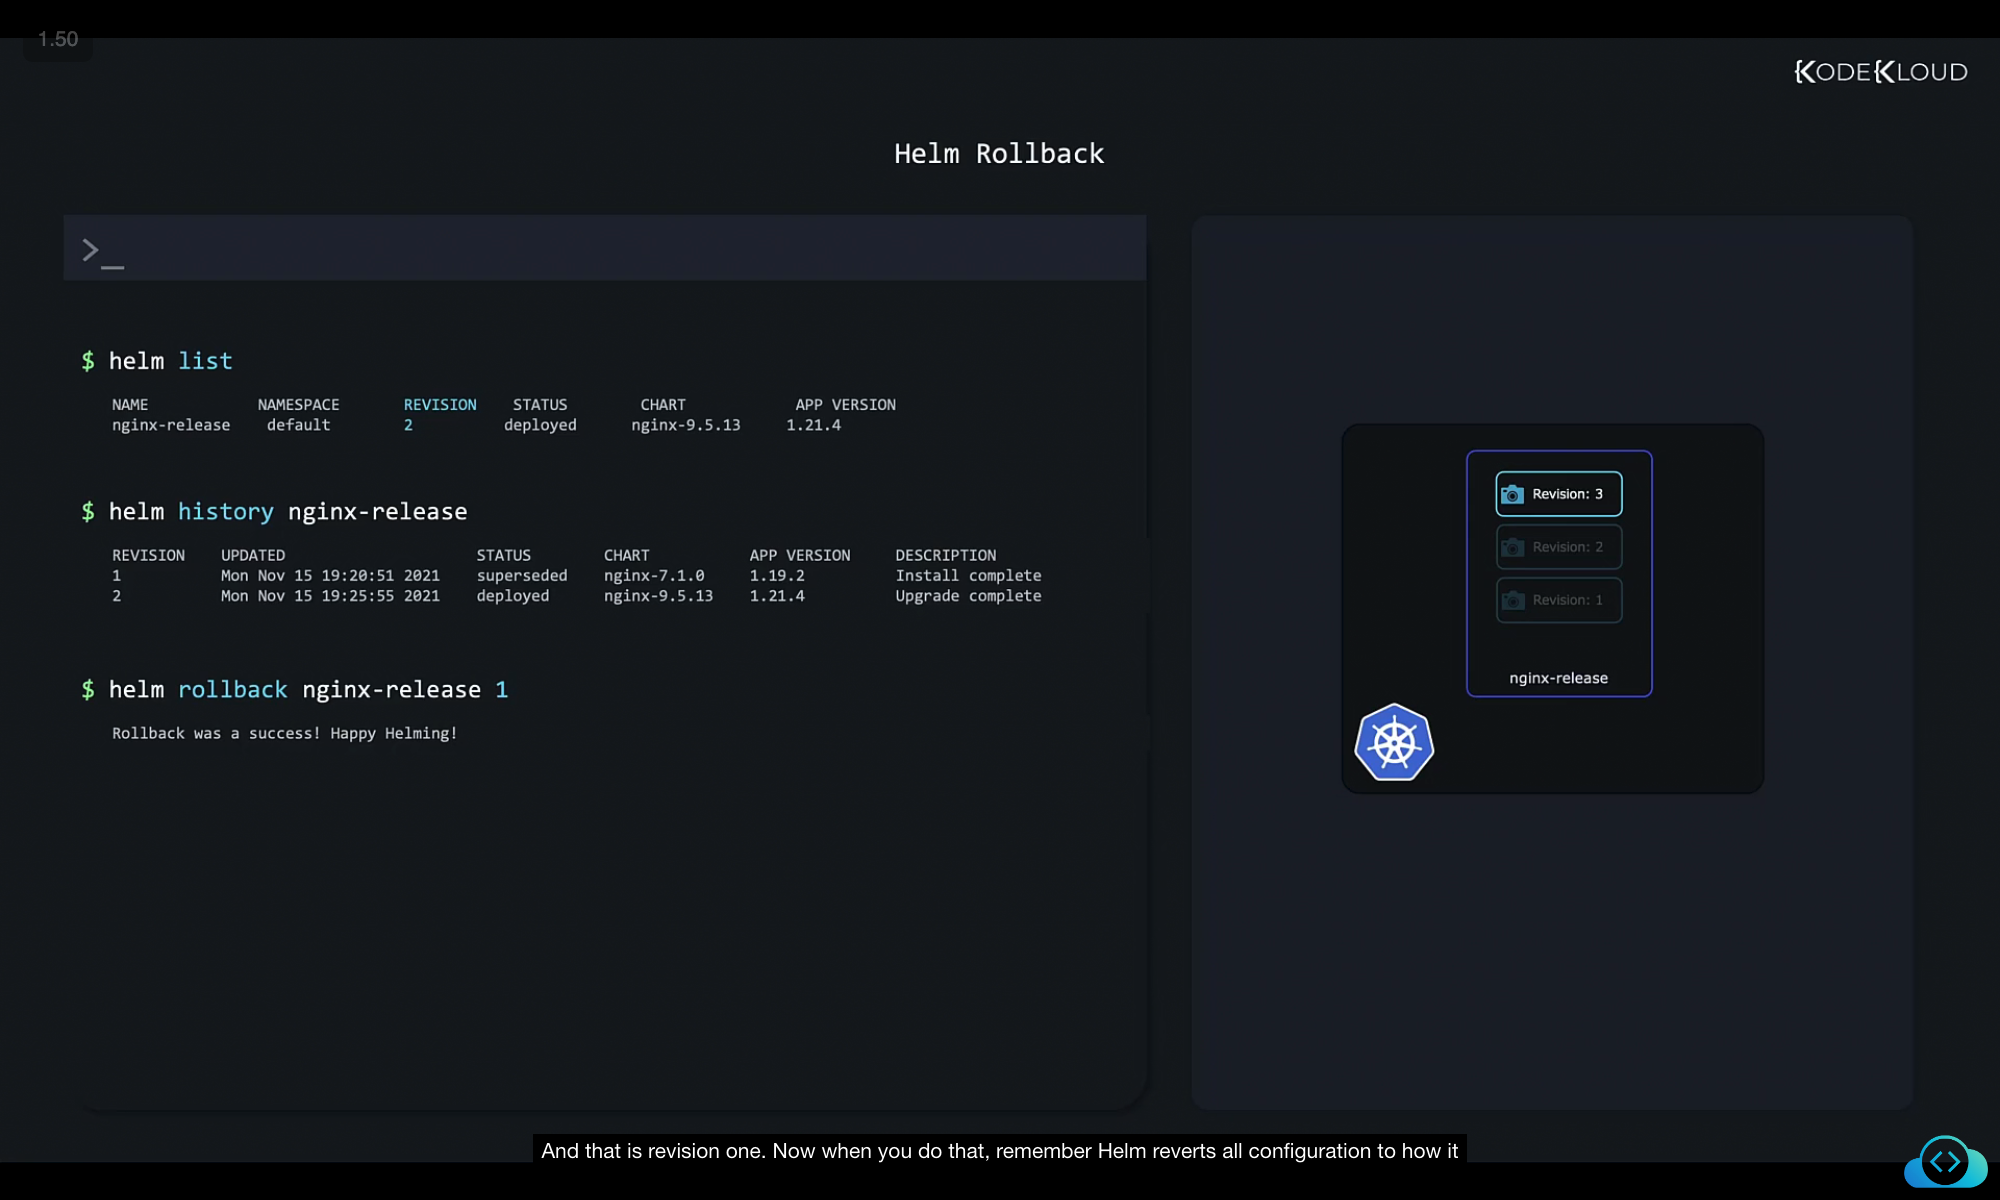 1.50
KODEKLOUD
Helm Rollback
>_
$ helm list
NAME NAMESPACE REVISION STATUS CHART APP VERSION
nginx-release default 2 deployed nginx-9.5.13 1.21.4
$ helm history nginx-release
REVISION UPDATED STATUS CHART APP VERSION DESCRIPTION
1 Mon Nov 15 19:20:51 2021 superseded nginx-7.1.0 1.19.2 Install complete
2 Mon Nov 15 19:25:55 2021 deployed nginx-9.5.13 1.21.4 Upgrade complete
$ helm rollback nginx-release 1
Rollback was a success! Happy Helming!
Revision: 3
Revision: 2
Revision: 1
nginx-release
And that is revision one. Now when you do that, remember Helm reverts all configuration to how it